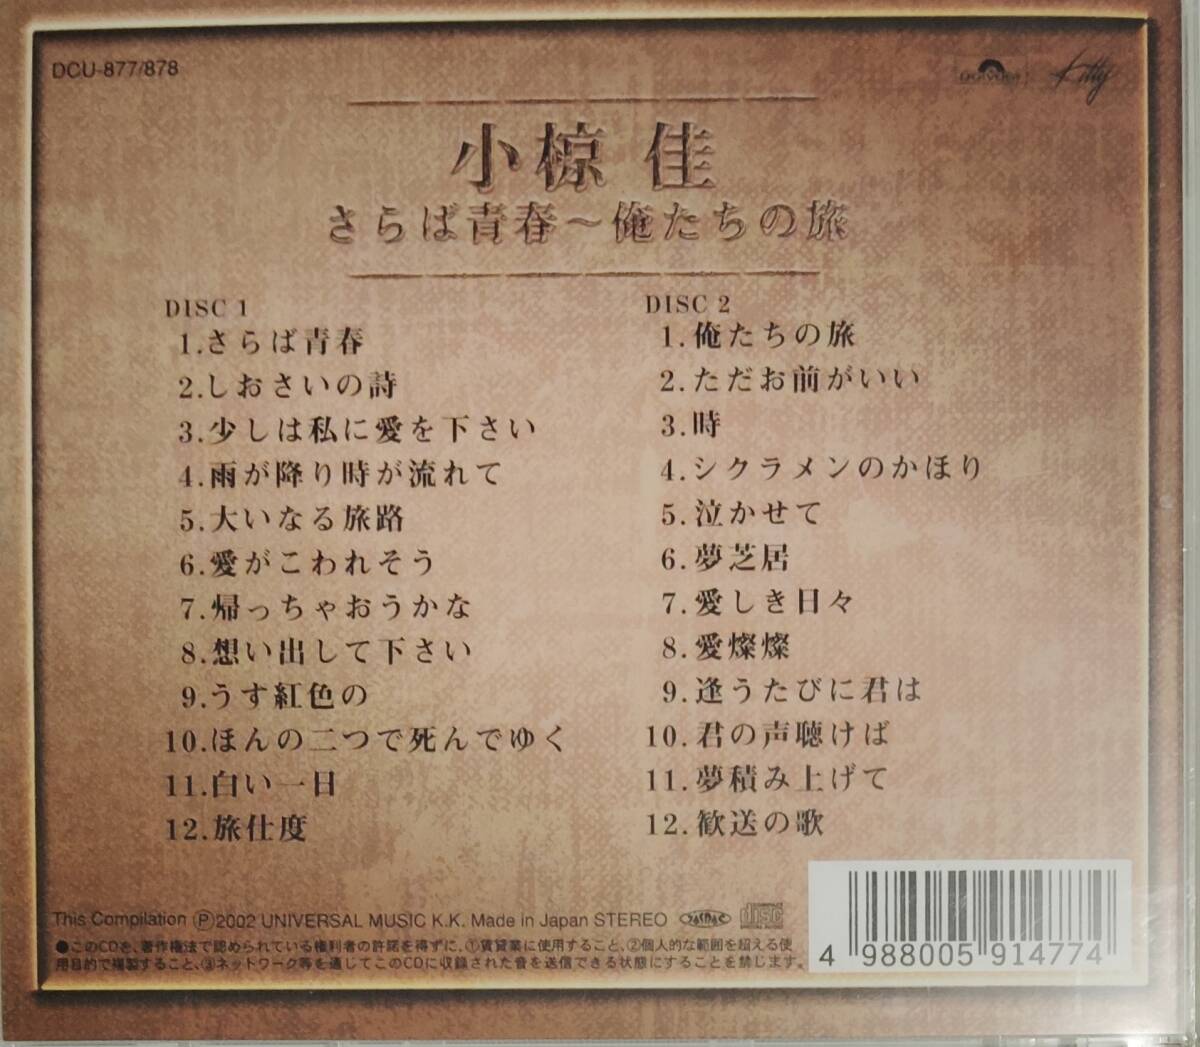 DCU-877/878
polydor
Kitty
小椋 佳
さらば青春～俺たちの旅
DISC 1
1.さらば青春
2.しおさいの詩
3.少しは私に愛を下さい
4.雨が降り時が流れて
5.大いなる旅路
6.愛がこわれそう
7.帰っちゃおうかな
8.想い出して下さい
9.うす紅色の
10.ほんの二つで死んでゆく
11.白い一日
12.旅仕度
DISC 2
1.俺たちの旅
2.ただお前がいい
3.時
4.シクラメンのかほり
5.泣かせて
6.夢芝居
7.愛しき日々
8.愛燦燦
9.逢うたびに君は
10.君の声聴けば
11.夢積み上げて
12.歓送の歌
This Compilation Ⓟ2002 UNIVERSAL MUSIC K.K. Made in Japan STEREO
JASRAC
disc
●このCDを、著作権法で認められている権利者の許諾を得ずに、①賃貸業に使用すること、②個人的な範囲を超える使
用目的で複製すること、③ネットワーク等を通じてこのCDに収録された音を送信できる状態にすることを禁じます。
4 988005 914774